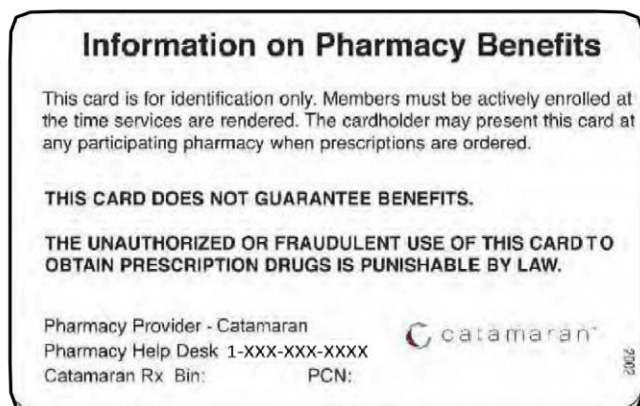 Information on Pharmacy Benefits
This card is for identification only. Members must be actively enrolled at
the time services are rendered. The cardholder may present this card at
any participating pharmacy when prescriptions are ordered.
THIS CARD DOES NOT GUARANTEE BENEFITS.
THE UNAUTHORIZED OR FRAUDULENT USE OF THIS CARD TO
OBTAIN PRESCRIPTION DRUGS IS PUNISHABLE BY LAW.
Pharmacy Provider - Catamaran
Pharmacy Help Desk 1-XXX-XXX-XXXX
Catamaran Rx Bin: PCN:
catamaran
2002